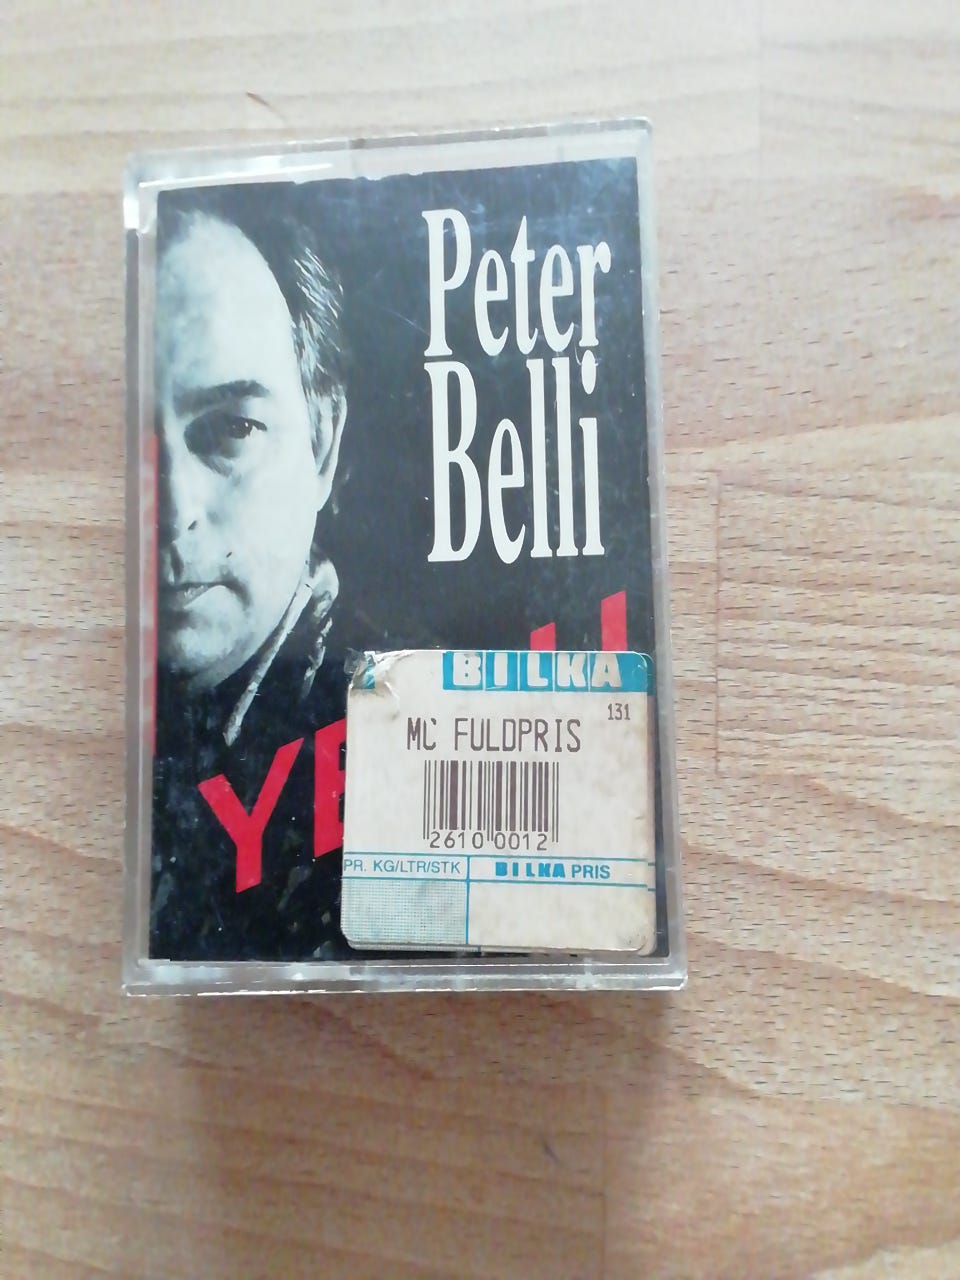 Peter
Belli
BILKA
131
MC FULDPRIS
2610 0012
PR. KG/LTR/STK
BILKA PRIS